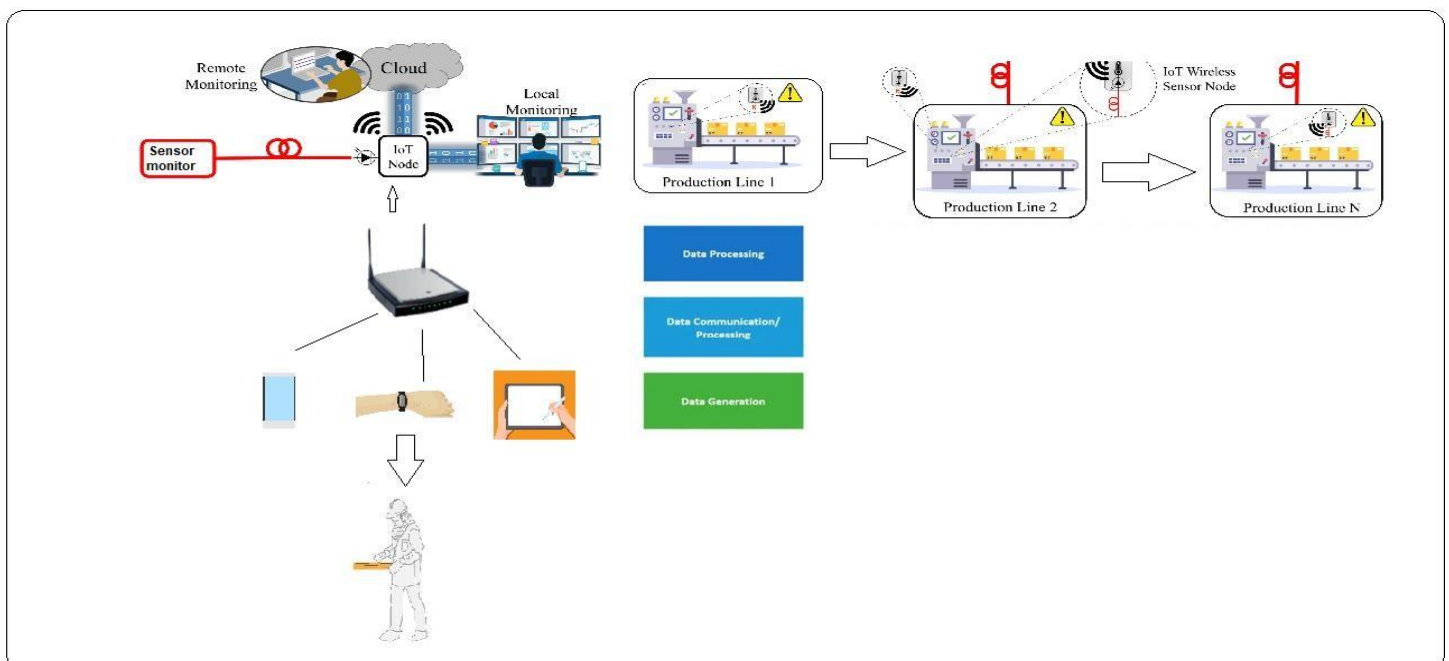 Remote
Monitoring
Cloud
Local
Monitoring
Sensor
monitor
IoT
Node
Production Line 1
Production Line 2
IoT Wireless
Sensor Node
Production Line N
Data Processing
Data Communication/
Processing
Data Generation